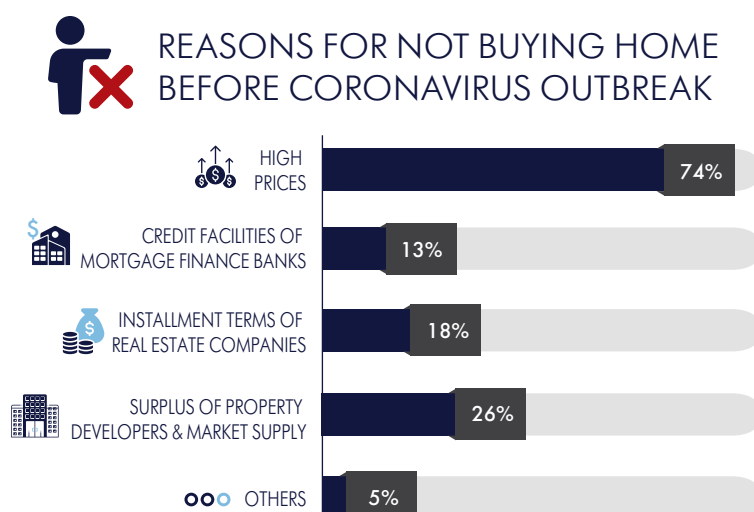 REASONS FOR NOT BUYING HOME
BEFORE CORONAVIRUS OUTBREAK
HIGH
PRICES
74%
CREDIT FACILITIES OF
MORTGAGE FINANCE BANKS
13%
INSTALLMENT TERMS OF
REAL ESTATE COMPANIES
18%
SURPLUS OF PROPERTY
DEVELOPERS & MARKET SUPPLY
26%
OTHERS
5%